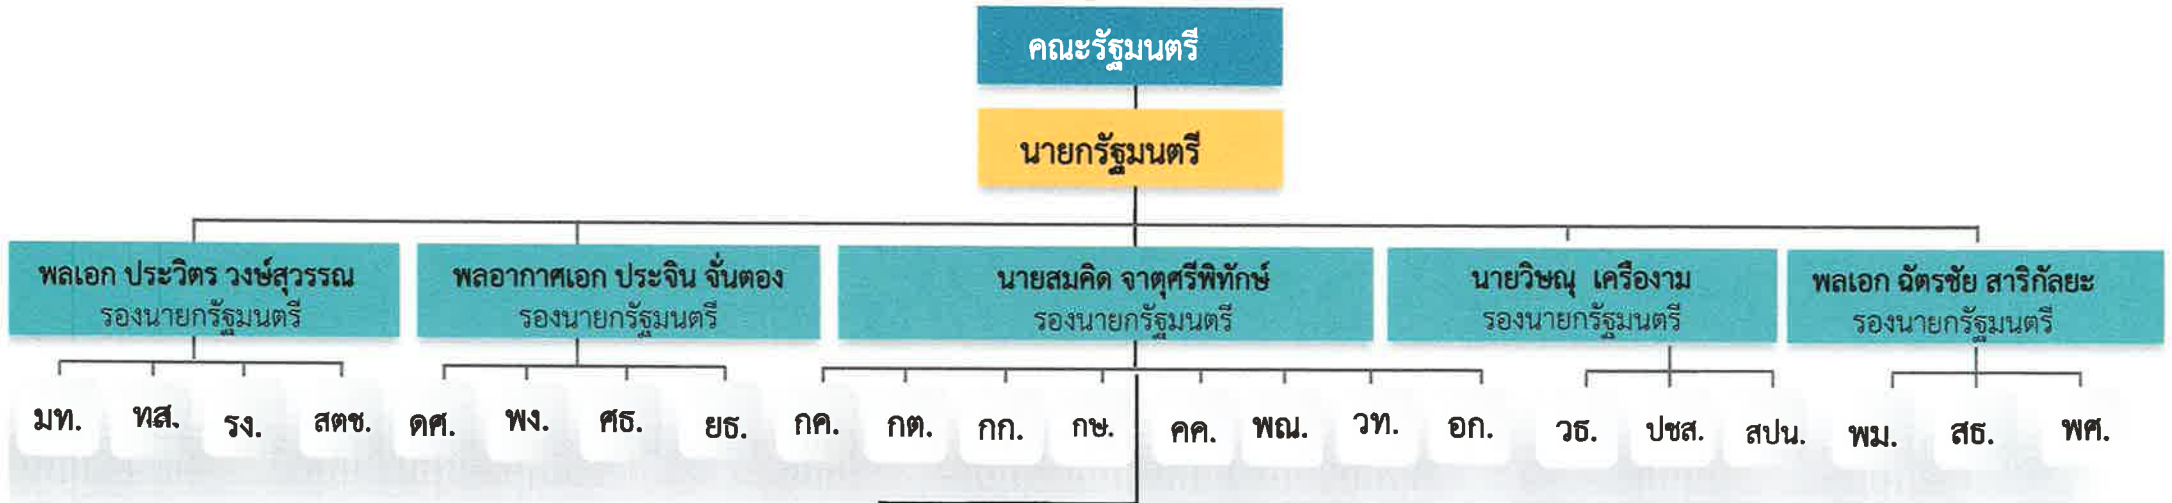 คณะรัฐมนตรี
นายกรัฐมนตรี
พลเอก ประวิตร วงษ์สุวรรณ
รองนายกรัฐมนตรี
พลอากาศเอก ประจิน จั่นตอง
รองนายกรัฐมนตรี
นายสมคิด จาตุศรีพิทักษ์
รองนายกรัฐมนตรี
นายวิษณุ เครืองาม
รองนายกรัฐมนตรี
พลเอก ฉัตรชัย สาริกัลยะ
รองนายกรัฐมนตรี
มท. ทส. รง. สตช. ดศ. พง. ศธ. ยธ. กค. กต. กก. กษ. คค. พณ. วท. อก. วธ. ปชส. สปน. พม. สธ. พศ.